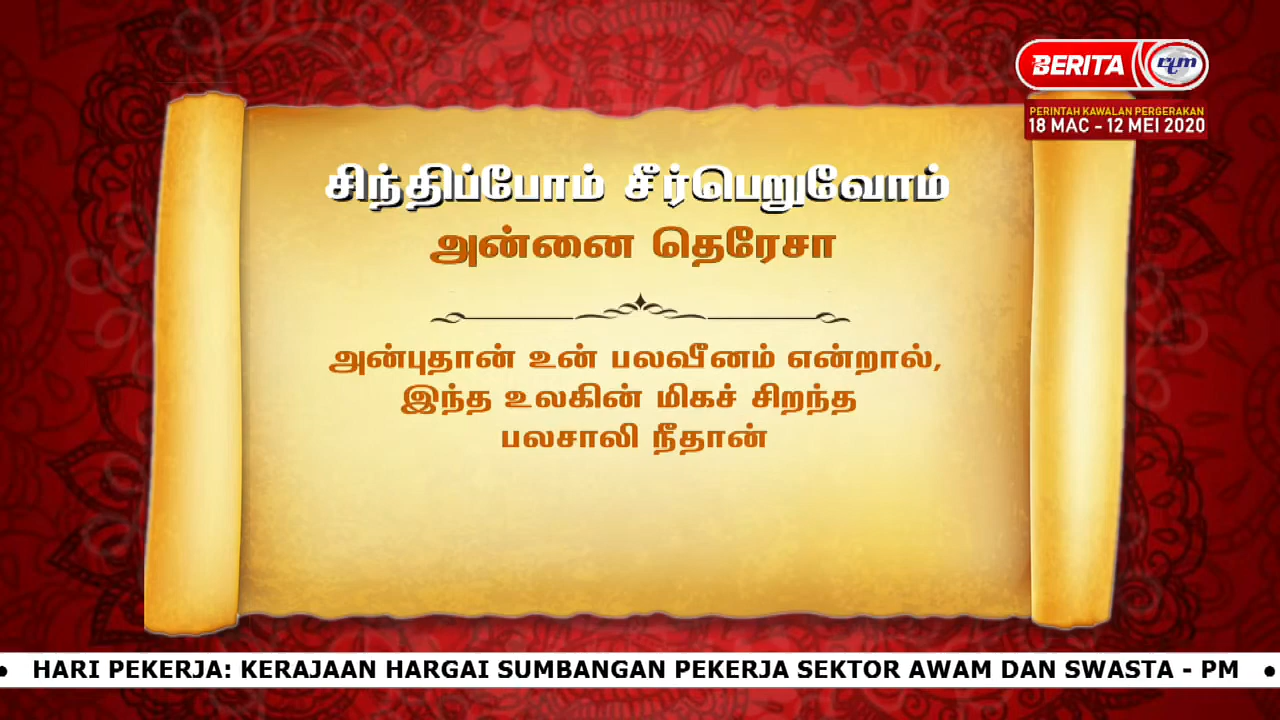 BERITA rtm
PERINTAH KAWALAN PERGERAKAN
18 MAC - 12 MEI 2020
சிந்திப்போம் சீர்பெறுவோம்
அன்னை தெரேசா
அன்புதான் உன் பலவீனம் என்றால்,
இந்த உலகின் மிகச் சிறந்த
பலசாலி நீதான்
• HARI PEKERJA: KERAJAAN HARGAI SUMBANGAN PEKERJA SEKTOR AWAM DAN SWASTA - PM •